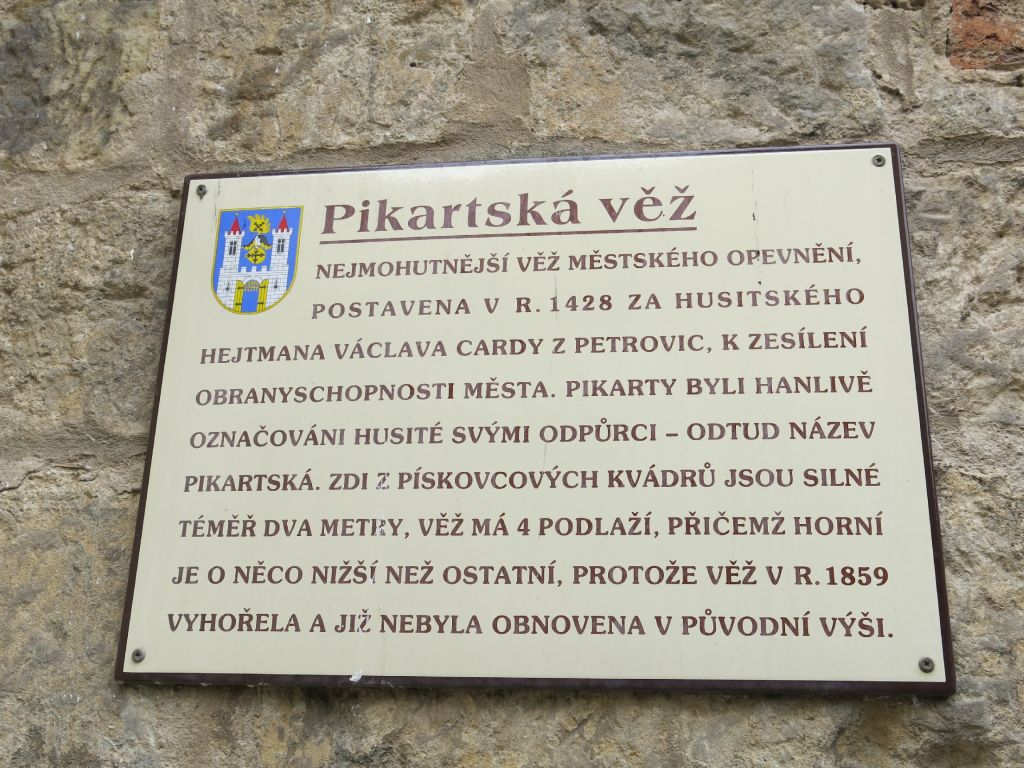 Pikartská věž
NEJMOHUTNĚJŠÍ VĚŽ MĚSTSKÉHO OPEVNĚNÍ,
POSTAVENA V R. 1428 ZA HUSITSKÉHO
HEJTMANA VÁCLAVA CARDY Z PETROVIC, K ZESÍLENÍ
OBRANYSCHOPNOSTI MĚSTA. PIKARTY BYLI HANLIVĚ
OZNAČOVÁNI HUSITÉ SVÝMI ODPŮRCI – ODTUD NÁZEV
PIKARTSKÁ. ZDI Z PÍSKOVCOVÝCH KVÁDRŮ JSOU SILNÉ
TÉMĚŘ DVA METRY, VĚŽ MÁ 4 PODLAŽÍ, PŘIČEMŽ HORNÍ
JE O NĚCO NIŽŠÍ NEŽ OSTATNÍ, PROTOŽE VĚŽ V R. 1859
VYHOŘELA A JIŽ NEBYLA OBNOVENA V PŮVODNÍ VÝŠI.